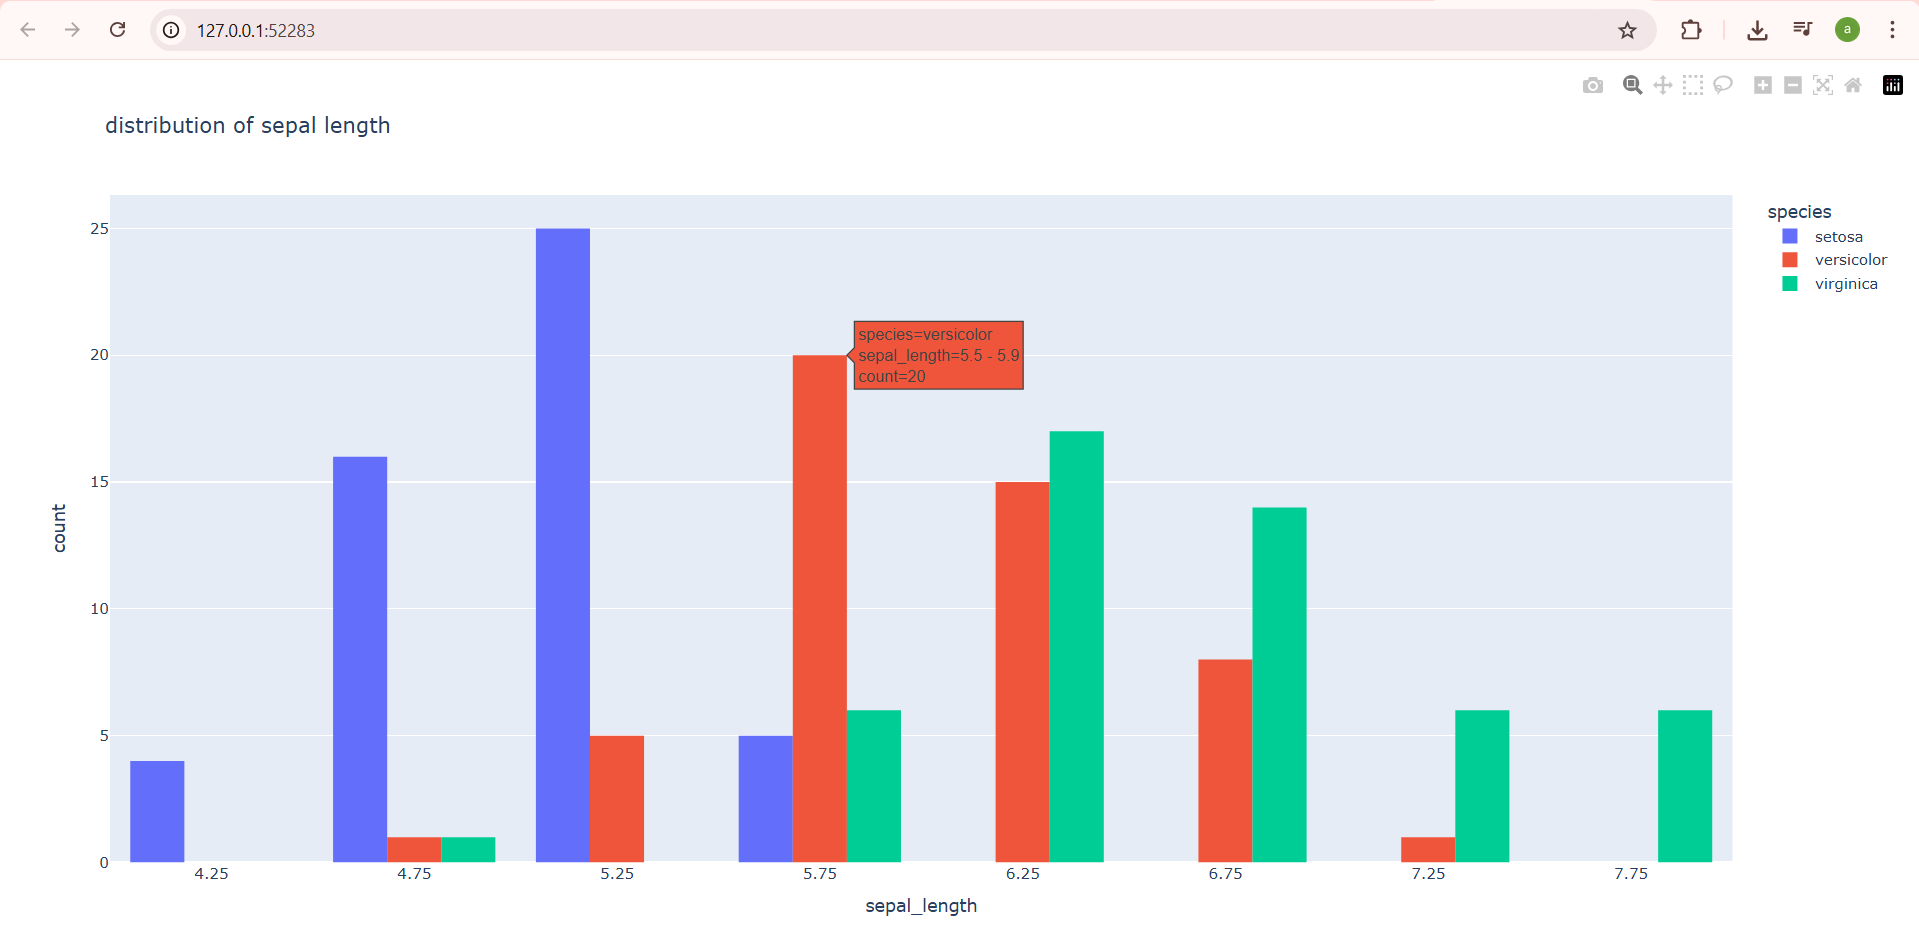 127.0.0.1:52283
a
distribution of sepal length
25
20
15
10
5
0
count
species=versicolor
sepal_length=5.5 - 5.9
count=20
4.25
4.75
5.25
5.75
6.25
6.75
7.25
7.75
sepal_length
species
setosa
versicolor
virginica